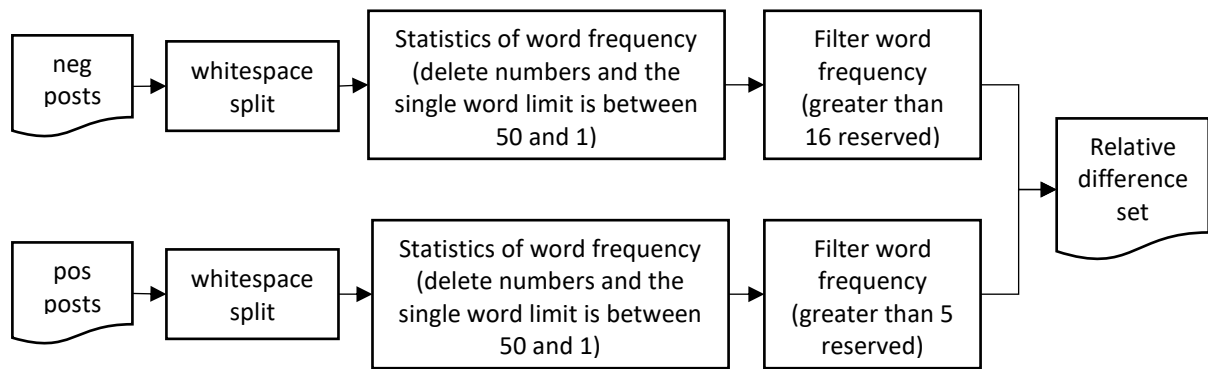 neg
posts
whitespace
split
Statistics of word frequency
(delete numbers and the
single word limit is between
50 and 1)
Filter word
frequency
(greater than
16 reserved)
Relative
difference
set
pos
posts
whitespace
split
Statistics of word frequency
(delete numbers and the
single word limit is between
50 and 1)
Filter word
frequency
(greater than 5
reserved)